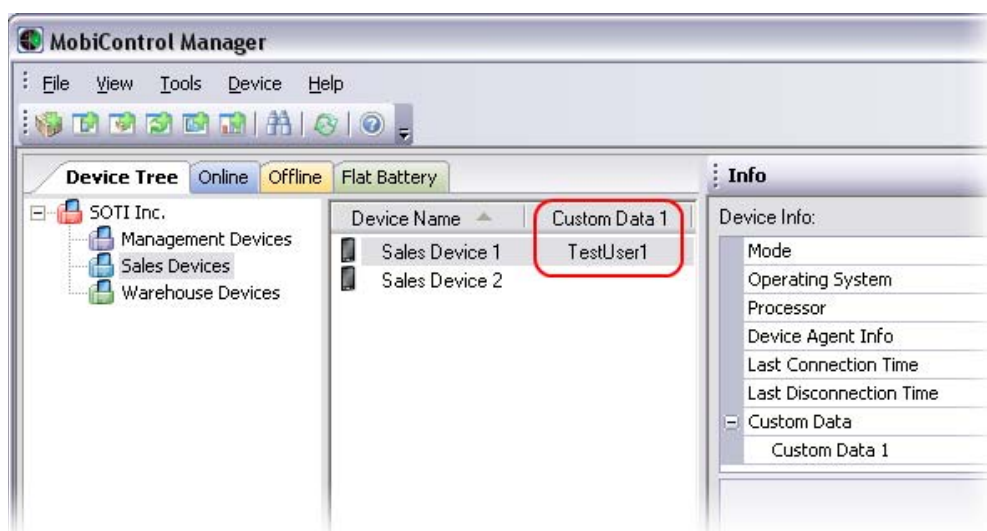 MobiControl Manager
File View Tools Device Help
Device Tree Online Offline Flat Battery
SOTI Inc.
Management Devices
Sales Devices
Warehouse Devices
Device Name Custom Data 1
Sales Device 1 TestUser1
Sales Device 2
Info
Device Info:
Mode
Operating System
Processor
Device Agent Info
Last Connection Time
Last Disconnection Time
Custom Data
Custom Data 1